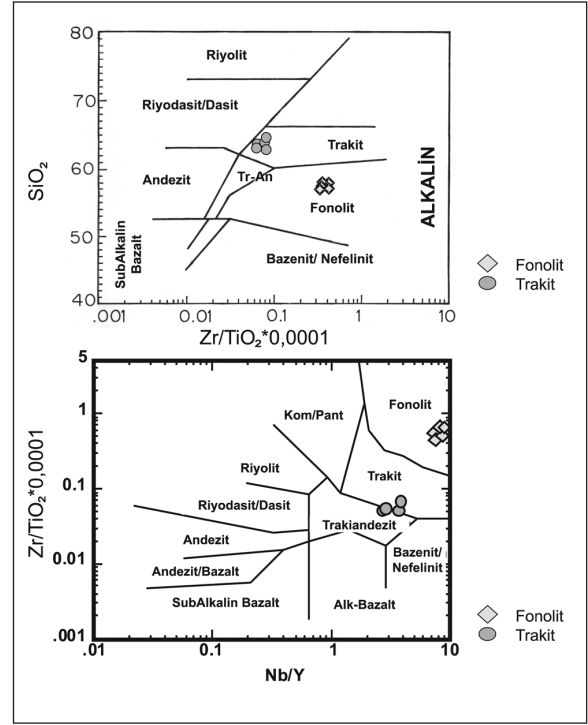 80
Riyolit
70
Riyodasit/Dasit
Trakit
60
Andezit
Tr-An
Fonolit
50
Bazenit/ Nefelinit
40
SiO₂
SubAlkalin
Bazalt
ALKALİN
.001
0.01
0.1
1
10
Zr/TiO₂*0,0001
Fonolit
Trakit
5
Fonolit
Kom/Pant
1
Riyolit
Trakit
0.1
Riyodasit/Dasit
Trakiandezit
Andezit
Bazenit/
Nefelinit
0.01
Andezit/Bazalt
SubAlkalin Bazalt
Alk-Bazalt
.001
Zr/TiO₂*0,0001
.01
0.1
1
10
Nb/Y
Fonolit
Trakit